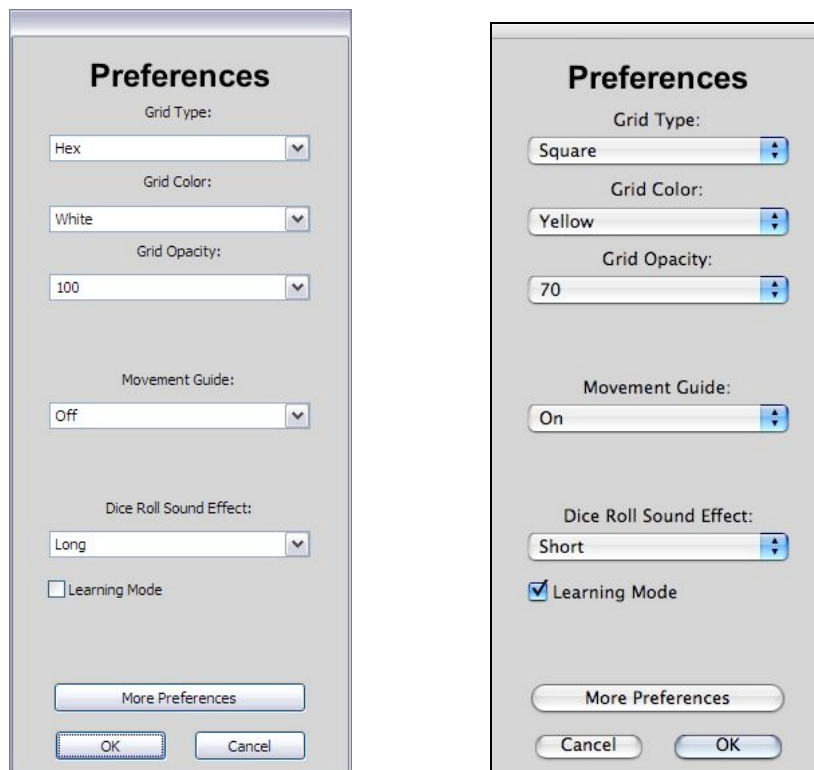 Preferences
Grid Type:
Hex
Grid Color:
White
Grid Opacity:
100
Movement Guide:
Off
Dice Roll Sound Effect:
Long
Learning Mode
More Preferences
OK Cancel
Preferences
Grid Type:
Square
Grid Color:
Yellow
Grid Opacity:
70
Movement Guide:
On
Dice Roll Sound Effect:
Short
Learning Mode
More Preferences
Cancel OK